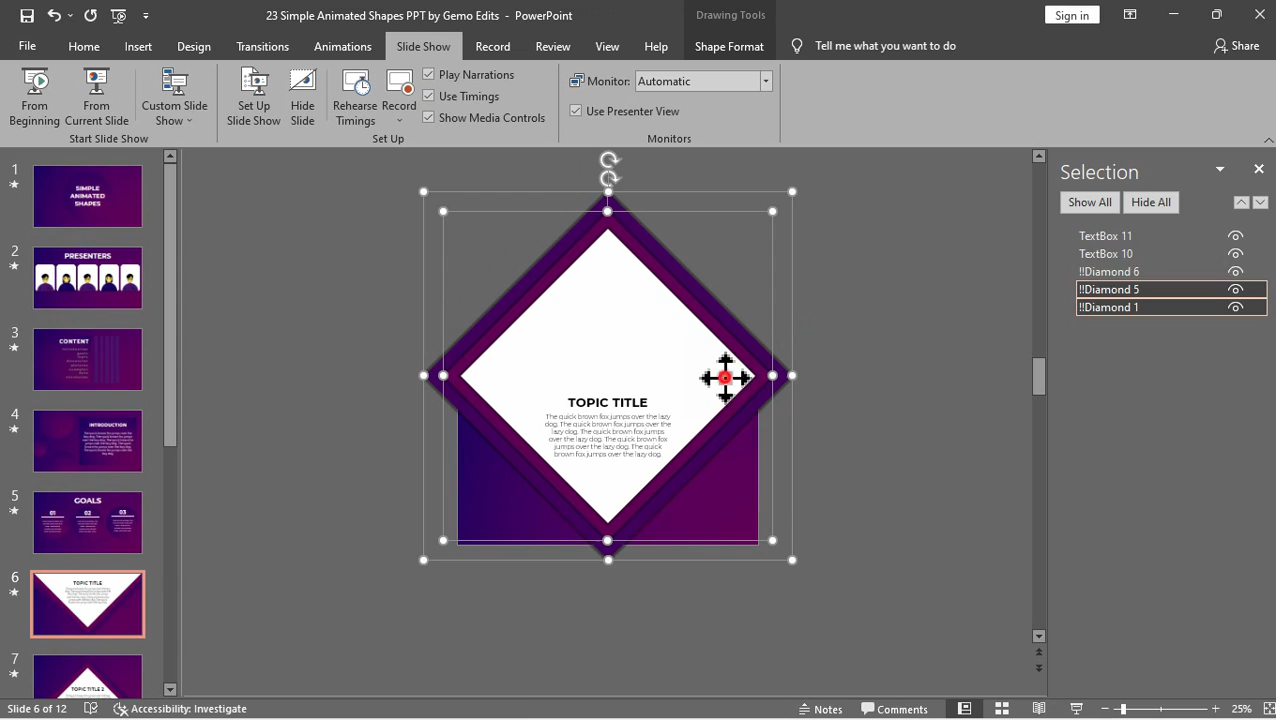 23 Simple Animated Shapes PPT by Gemo Edits - PowerPoint
Drawing Tools
Sign in
File Home Insert Design Transitions Animations Slide Show Record Review View Help Shape Format Tell me what you want to do Share
From Beginning
From Current Slide
Custom Slide Show
Set Up Slide Show
Hide Slide
Rehearse Timings
Record
Play Narrations
Use Timings
Show Media Controls
Monitor: Automatic
Use Presenter View
Start Slide Show
Set Up
Monitors
1
SIMPLE
ANIMATED
SHAPES
2
PRESENTERS
3
CONTENT
4
INTRODUCTION
5
GOALS
01 02 03
6
TOPIC TITLE
7
TOPIC TITLE 2
TOPIC TITLE
The quick brown fox jumps over the lazy
dog. The quick brown fox jumps over the
lazy dog. The quick brown fox jumps
over the lazy dog. The quick brown fox
jumps over the lazy dog. The quick
brown fox jumps over the lazy dog.
Selection
Show All Hide All
TextBox 11
TextBox 10
!!Diamond 6
!!Diamond 5
!!Diamond 1
Slide 6 of 12 Accessibility: Investigate Notes Comments 25%